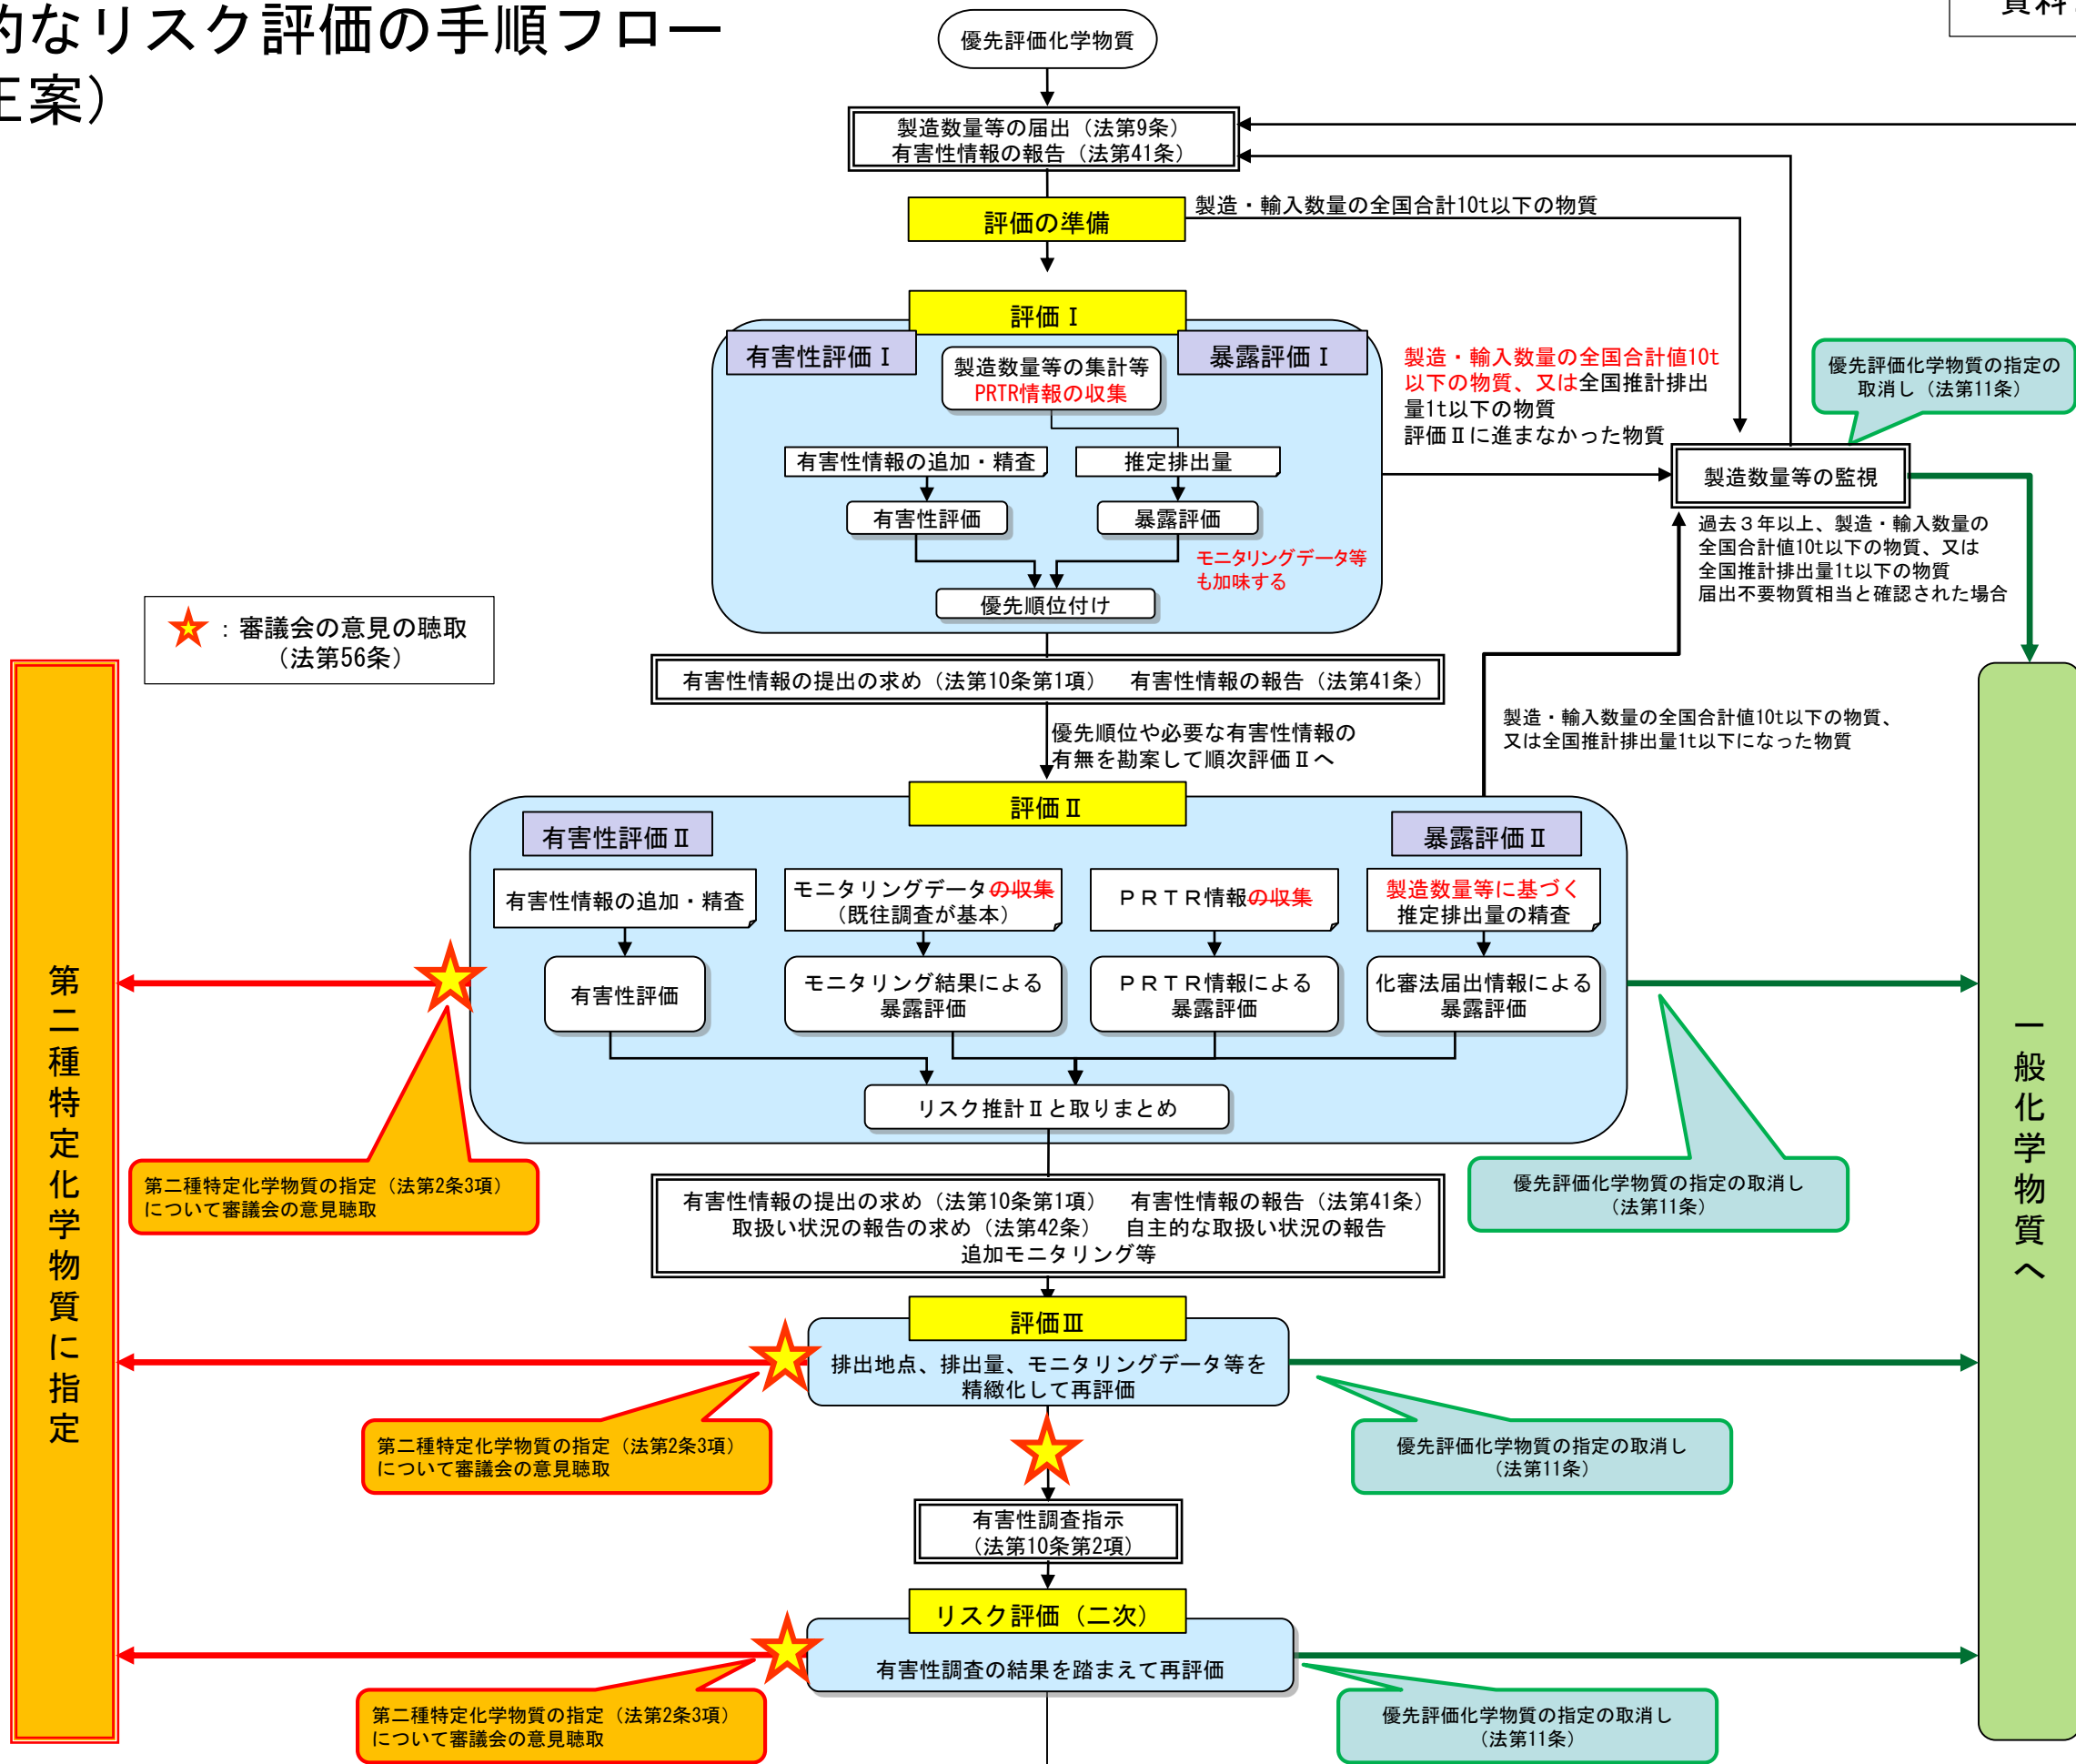 的なリスク評価の手順フロー
正案）
資料
優先評価化学物質
製造数量等の届出（法第9条）
有害性情報の報告（法第41条）
評価の準備
製造・輸入数量の全国合計10t以下の物質
評価Ⅰ
有害性評価Ⅰ
製造数量等の集計等
PRTR情報の収集
暴露評価Ⅰ
有害性情報の追加・精査
推定排出量
有害性評価
暴露評価
モニタリングデータ等
も加味する
優先順位付け
製造・輸入数量の全国合計値10t
以下の物質、又は全国推計排出
量1t以下の物質
評価Ⅱに進まなかった物質
優先評価化学物質の指定の
取消し（法第11条）
製造数量等の監視
過去３年以上、製造・輸入数量の
全国合計値10t以下の物質、又は
全国推計排出量1t以下の物質
届出不要物質相当と確認された場合
：審議会の意見の聴取
（法第56条）
有害性情報の提出の求め（法第10条第1項）　有害性情報の報告（法第41条）
優先順位や必要な有害性情報の
有無を勘案して順次評価Ⅱへ
製造・輸入数量の全国合計値10t以下の物質、
又は全国推計排出量1t以下になった物質
評価Ⅱ
有害性評価Ⅱ
暴露評価Ⅱ
有害性情報の追加・精査
モニタリングデータの収集
（既往調査が基本）
ＰＲＴＲ情報の収集
製造数量等に基づく
推定排出量の精査
有害性評価
モニタリング結果による
暴露評価
ＰＲＴＲ情報による
暴露評価
化審法届出情報による
暴露評価
リスク推計Ⅱと取りまとめ
第二種特定化学物質に指定
一般化学物質へ
第二種特定化学物質の指定（法第2条3項）
について審議会の意見聴取
優先評価化学物質の指定の取消し
（法第11条）
有害性情報の提出の求め（法第10条第1項）　有害性情報の報告（法第41条）
取扱い状況の報告の求め（法第42条）　自主的な取扱い状況の報告
追加モニタリング等
評価Ⅲ
排出地点、排出量、モニタリングデータ等を
精緻化して再評価
第二種特定化学物質の指定（法第2条3項）
について審議会の意見聴取
優先評価化学物質の指定の取消し
（法第11条）
有害性調査指示
（法第10条第2項）
リスク評価（二次）
有害性調査の結果を踏まえて再評価
第二種特定化学物質の指定（法第2条3項）
について審議会の意見聴取
優先評価化学物質の指定の取消し
（法第11条）